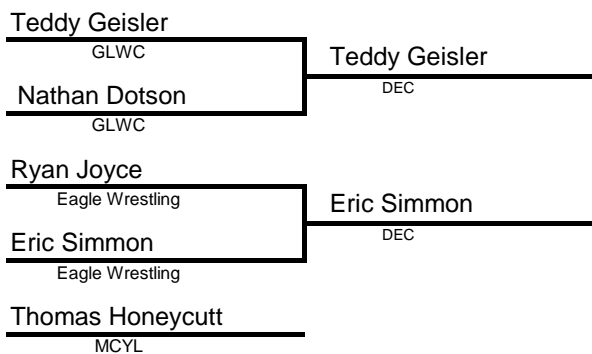 Teddy Geisler
GLWC
Teddy Geisler
DEC
Nathan Dotson
GLWC
Ryan Joyce
Eagle Wrestling
Eric Simmon
DEC
Eric Simmon
Eagle Wrestling
Thomas Honeycutt
MCYL